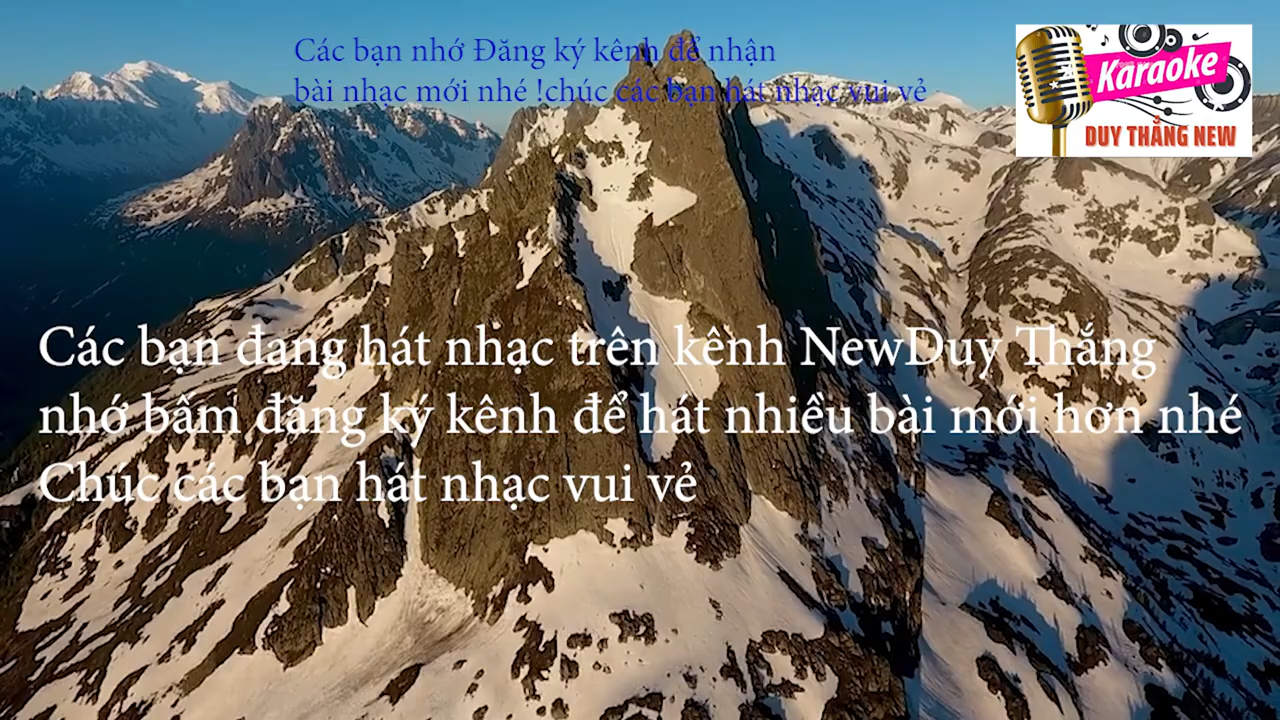 Các bạn nhớ Đăng ký kênh để nhận
bài nhạc mới nhé !chúc các bạn hát nhạc vui vẻ
Karaoke
DUY THẮNG NEW
Các bạn đang hát nhạc trên kênh NewDuy Thắng
nhớ bấm đăng ký kênh để hát nhiều bài mới hơn nhé
Chúc các bạn hát nhạc vui vẻ